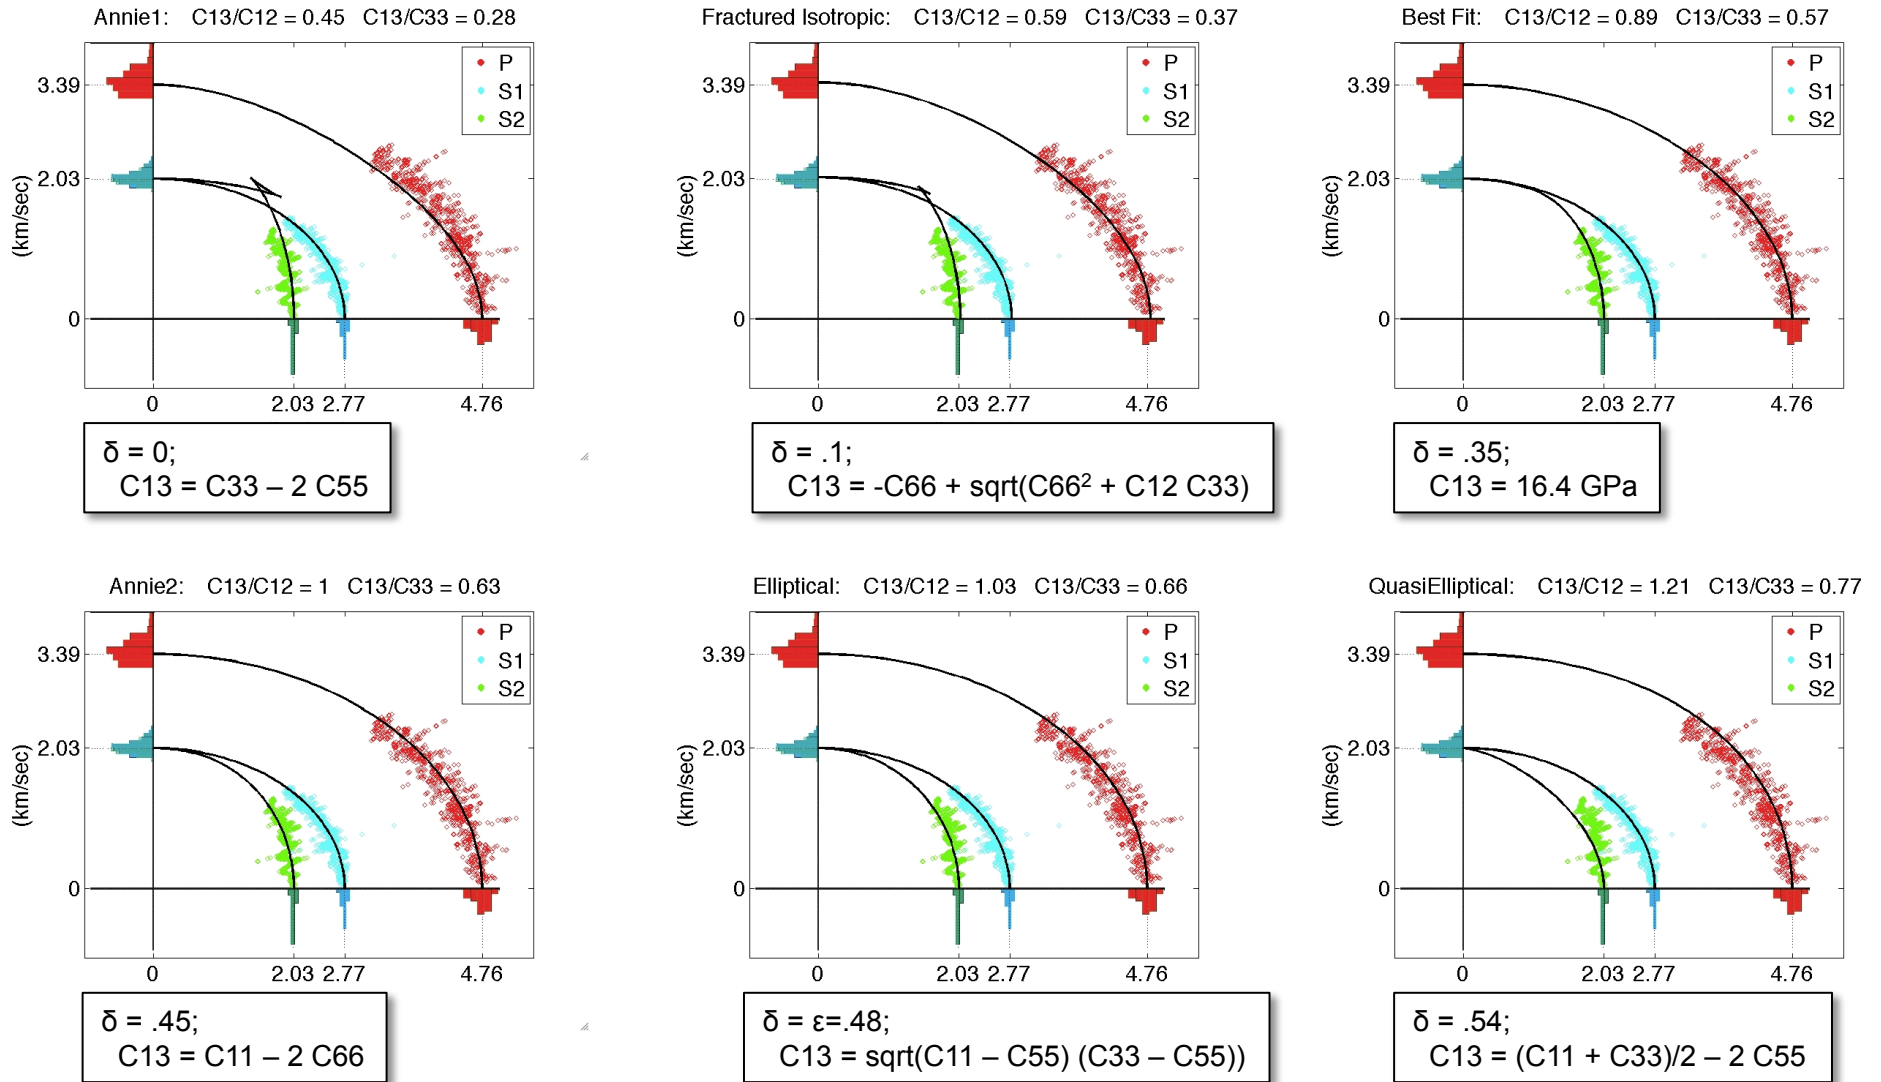 Annie1: C13/C12 = 0.45 C13/C33 = 0.28
P
S1
S2
3.39
2.03
0
(km/sec)
0 2.03 2.77 4.76
δ = 0;
C13 = C33 – 2 C55
Fractured Isotropic: C13/C12 = 0.59 C13/C33 = 0.37
P
S1
S2
3.39
2.03
0
(km/sec)
0 2.03 2.77 4.76
δ = .1;
C13 = -C66 + sqrt(C66² + C12 C33)
Best Fit: C13/C12 = 0.89 C13/C33 = 0.57
P
S1
S2
3.39
2.03
0
(km/sec)
0 2.03 2.77 4.76
δ = .35;
C13 = 16.4 GPa
Annie2: C13/C12 = 1 C13/C33 = 0.63
P
S1
S2
3.39
2.03
0
(km/sec)
0 2.03 2.77 4.76
δ = .45;
C13 = C11 – 2 C66
Elliptical: C13/C12 = 1.03 C13/C33 = 0.66
P
S1
S2
3.39
2.03
0
(km/sec)
0 2.03 2.77 4.76
δ = ε=.48;
C13 = sqrt(C11 – C55) (C33 – C55))
QuasiElliptical: C13/C12 = 1.21 C13/C33 = 0.77
P
S1
S2
3.39
2.03
0
(km/sec)
0 2.03 2.77 4.76
δ = .54;
C13 = (C11 + C33)/2 – 2 C55